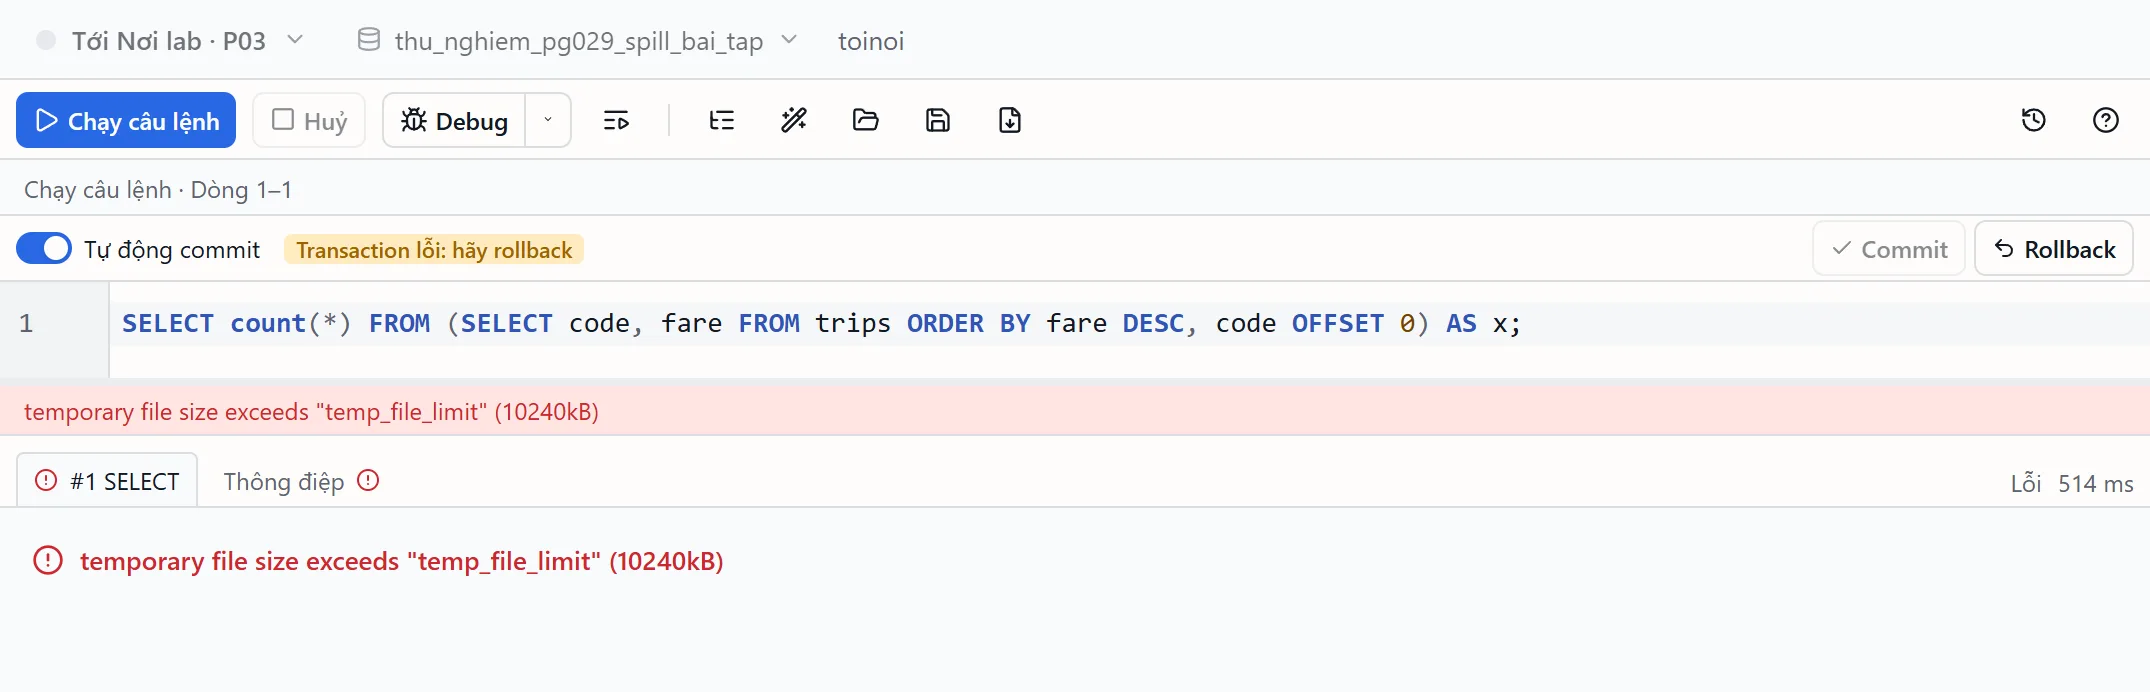 Tới Nơi lab · P03 thu_nghiem_pg029_spill_bai_tap toinoi
Chạy câu lệnh Huỷ Debug
Chạy câu lệnh · Dòng 1–1
Tự động commit Transaction lỗi: hãy rollback Commit Rollback
1 SELECT count(*) FROM (SELECT code, fare FROM trips ORDER BY fare DESC, code OFFSET 0) AS x;
temporary file size exceeds "temp_file_limit" (10240kB)
#1 SELECT Thông điệp Lỗi 514 ms
temporary file size exceeds "temp_file_limit" (10240kB)